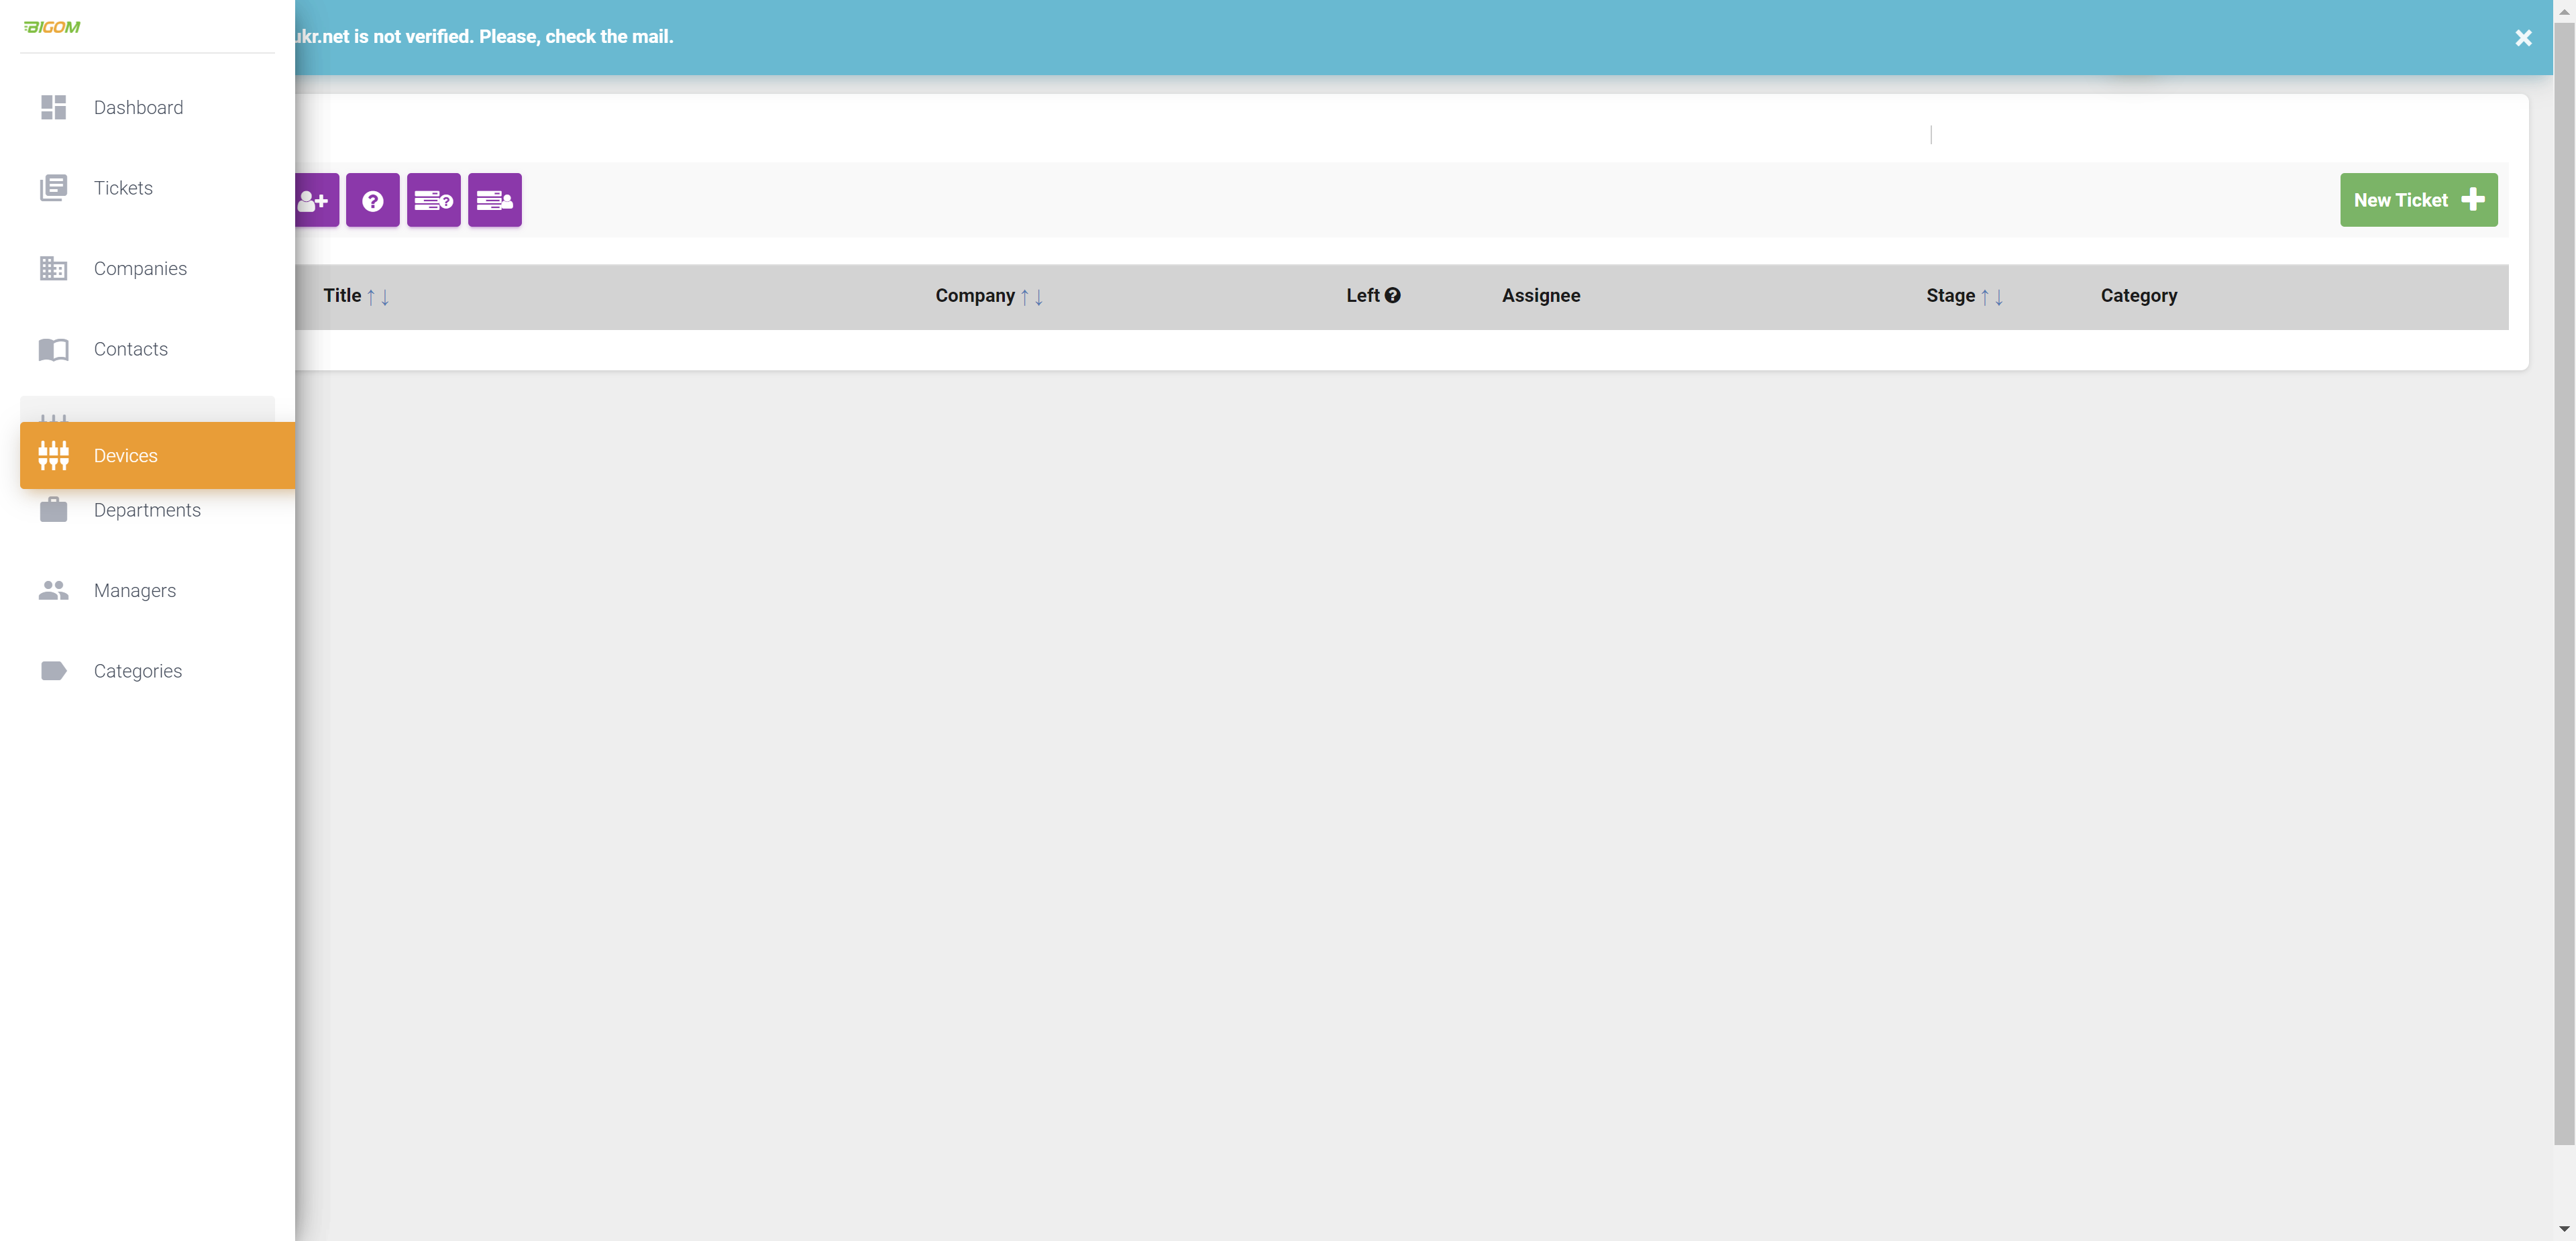 BIGOM
ukr.net is not verified. Please, check the mail.
Dashboard
Tickets
Companies
Contacts
Devices
Departments
Managers
Categories
New Ticket
Title ↑↓ Company ↑↓ Left Assignee Stage ↑↓ Category